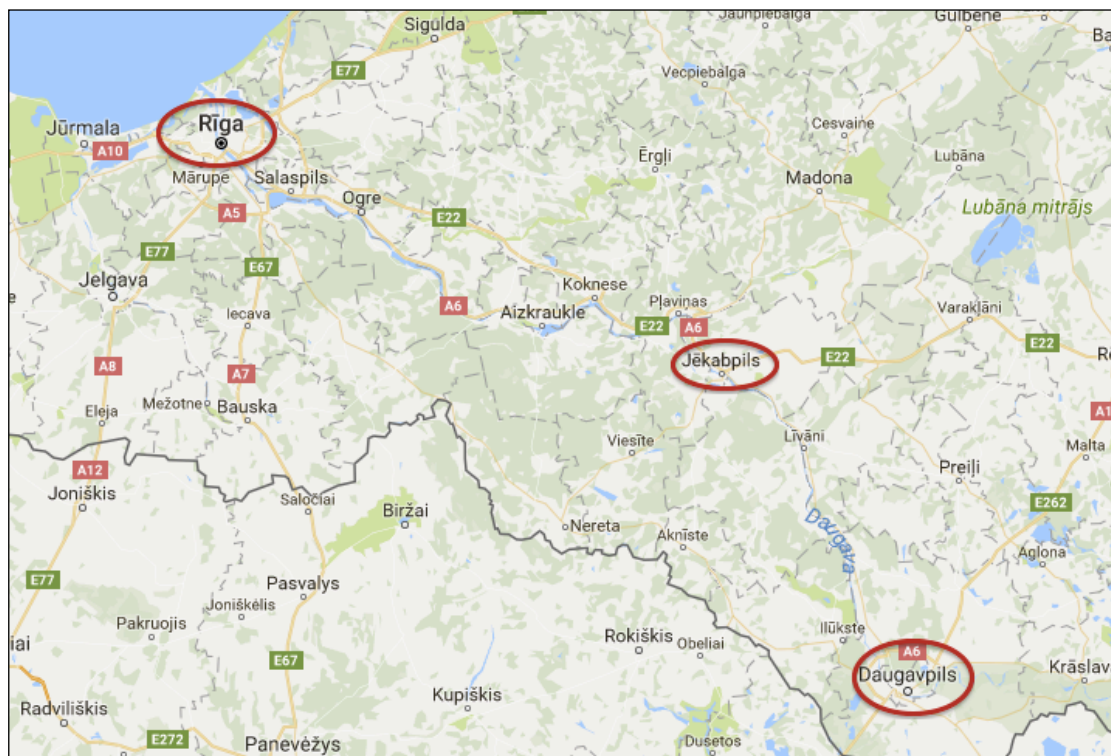 Sigulda
Jaunpiebalga
Gulbene
Ba
E77
Vecpiebalga
Rīga
Jūrmala
A10
Cesvaine
Ērgļi
Lubāna
Mārupe
Salaspils
Madona
Ogre
A5
E22
Lubāna mitrājs
E77
E67
Jelgava
e
Koknese
A6
Pļaviņas
Varakļāni
Iecava
Aizkraukle
E22
A6
E22
Jēkabpils
E22
Rē
A8
A7
Mežotne
Eleja
Bauska
A1
Viesīte
Līvāni
Malta
A12
Preiļi
Joniškis
Saločiai
Biržai
E262
Nereta
Daugava
Aknīste
Aglona
E77
Pasvalys
Joniškėlis
Pakruojis
iai
Rokiškis
Obeliai
Ilūkste
E67
A6
Krāslav
Daugavpils
Kupiškis
Radviliškis
E272
Panevėžys
Dusetos